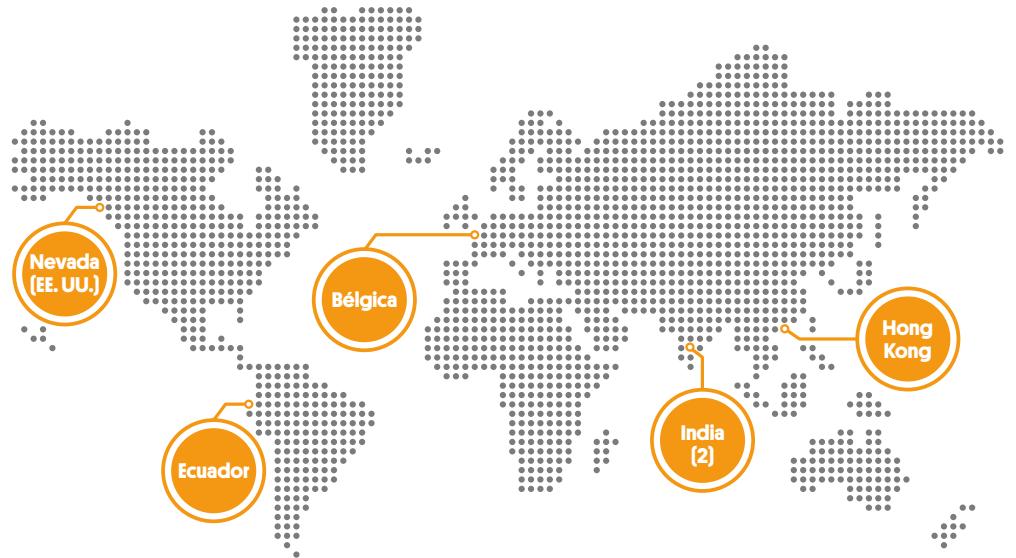 Nevada
(EE. UU.)
Bélgica
Hong
Kong
Ecuador
India
(2)